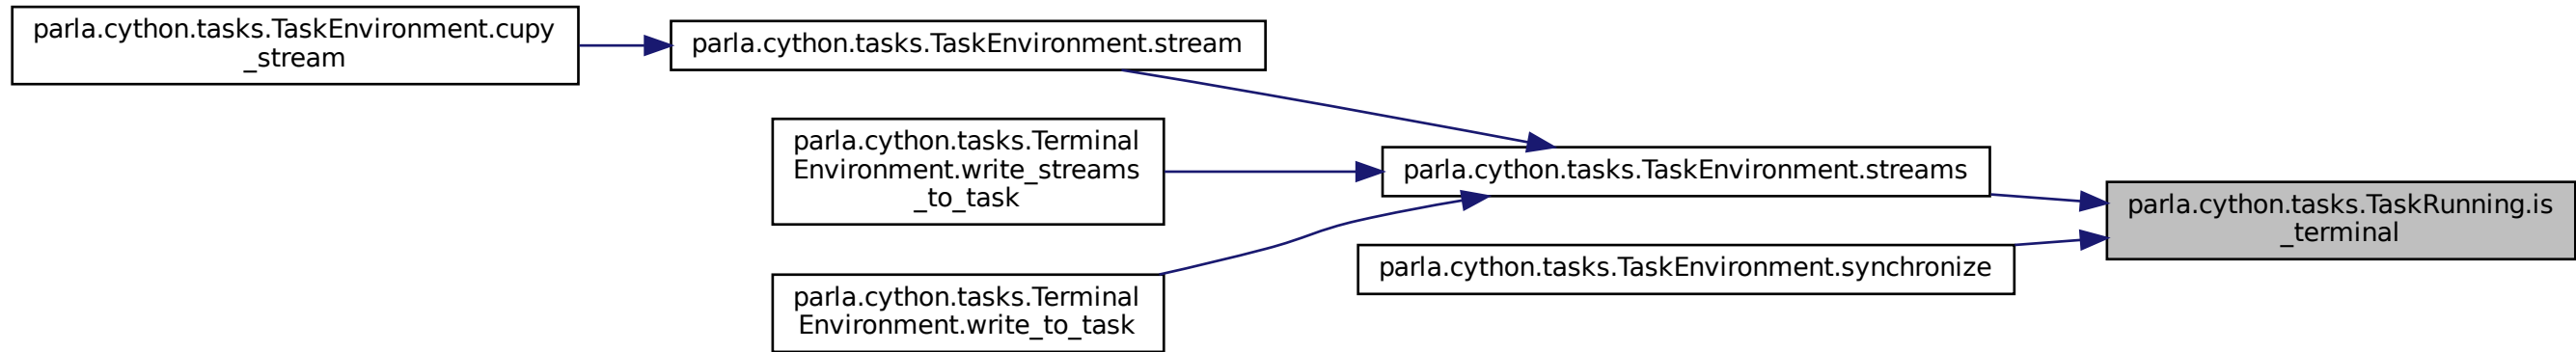 parla.cython.tasks.TaskEnvironment.cupy
_stream
parla.cython.tasks.TaskEnvironment.stream
parla.cython.tasks.Terminal
Environment.write_streams
_to_task
parla.cython.tasks.Terminal
Environment.write_to_task
parla.cython.tasks.TaskEnvironment.streams
parla.cython.tasks.TaskEnvironment.synchronize
parla.cython.tasks.TaskRunning.is
_terminal